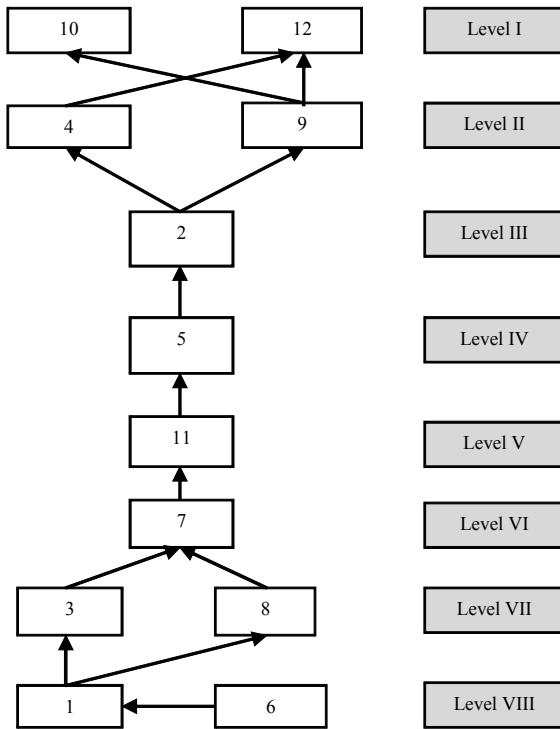 10 12 Level I
4 9 Level II
2 Level III
5 Level IV
11 Level V
7 Level VI
3 8 Level VII
1 6 Level VIII